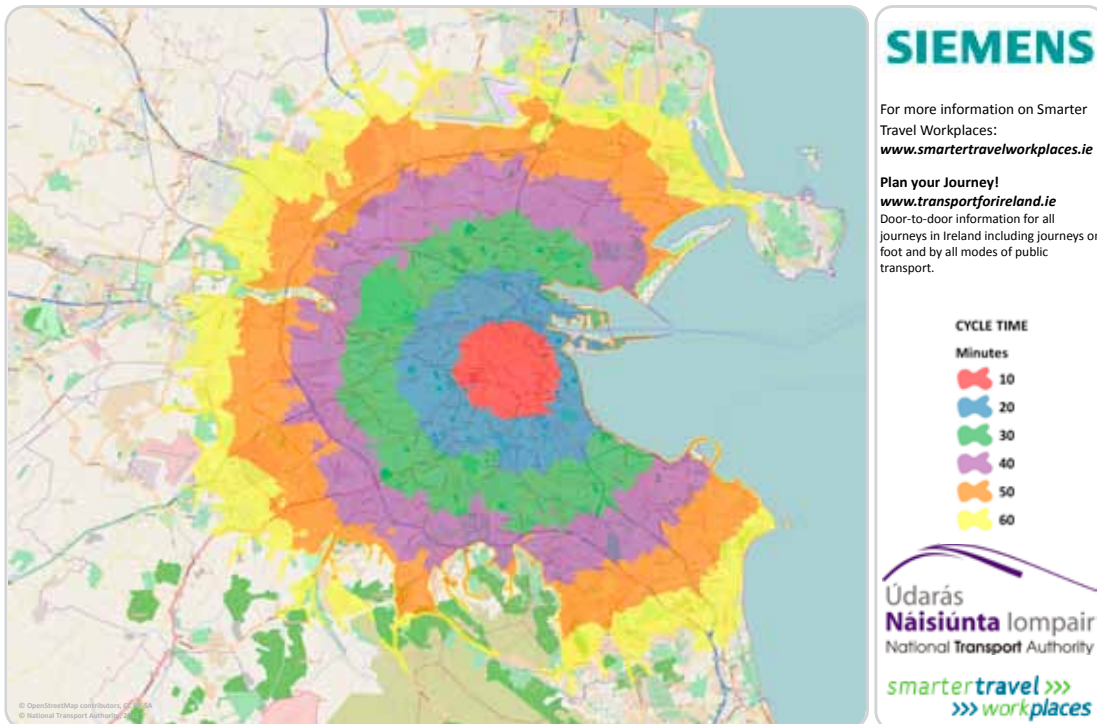 SIEMENS
For more information on Smarter
Travel Workplaces:
www.smartertravelworkplaces.ie
Plan your Journey!
www.transportforireland.ie
Door-to-door information for all
journeys in Ireland including journeys on
foot and by all modes of public
transport.
CYCLE TIME
Minutes
10
20
30
40
50
60
Údarás
Náisiúnta Iompair
National Transport Authority
smarter travel >>>
>>> workplaces
© OpenStreetMap contributors,
© National Transport Authority